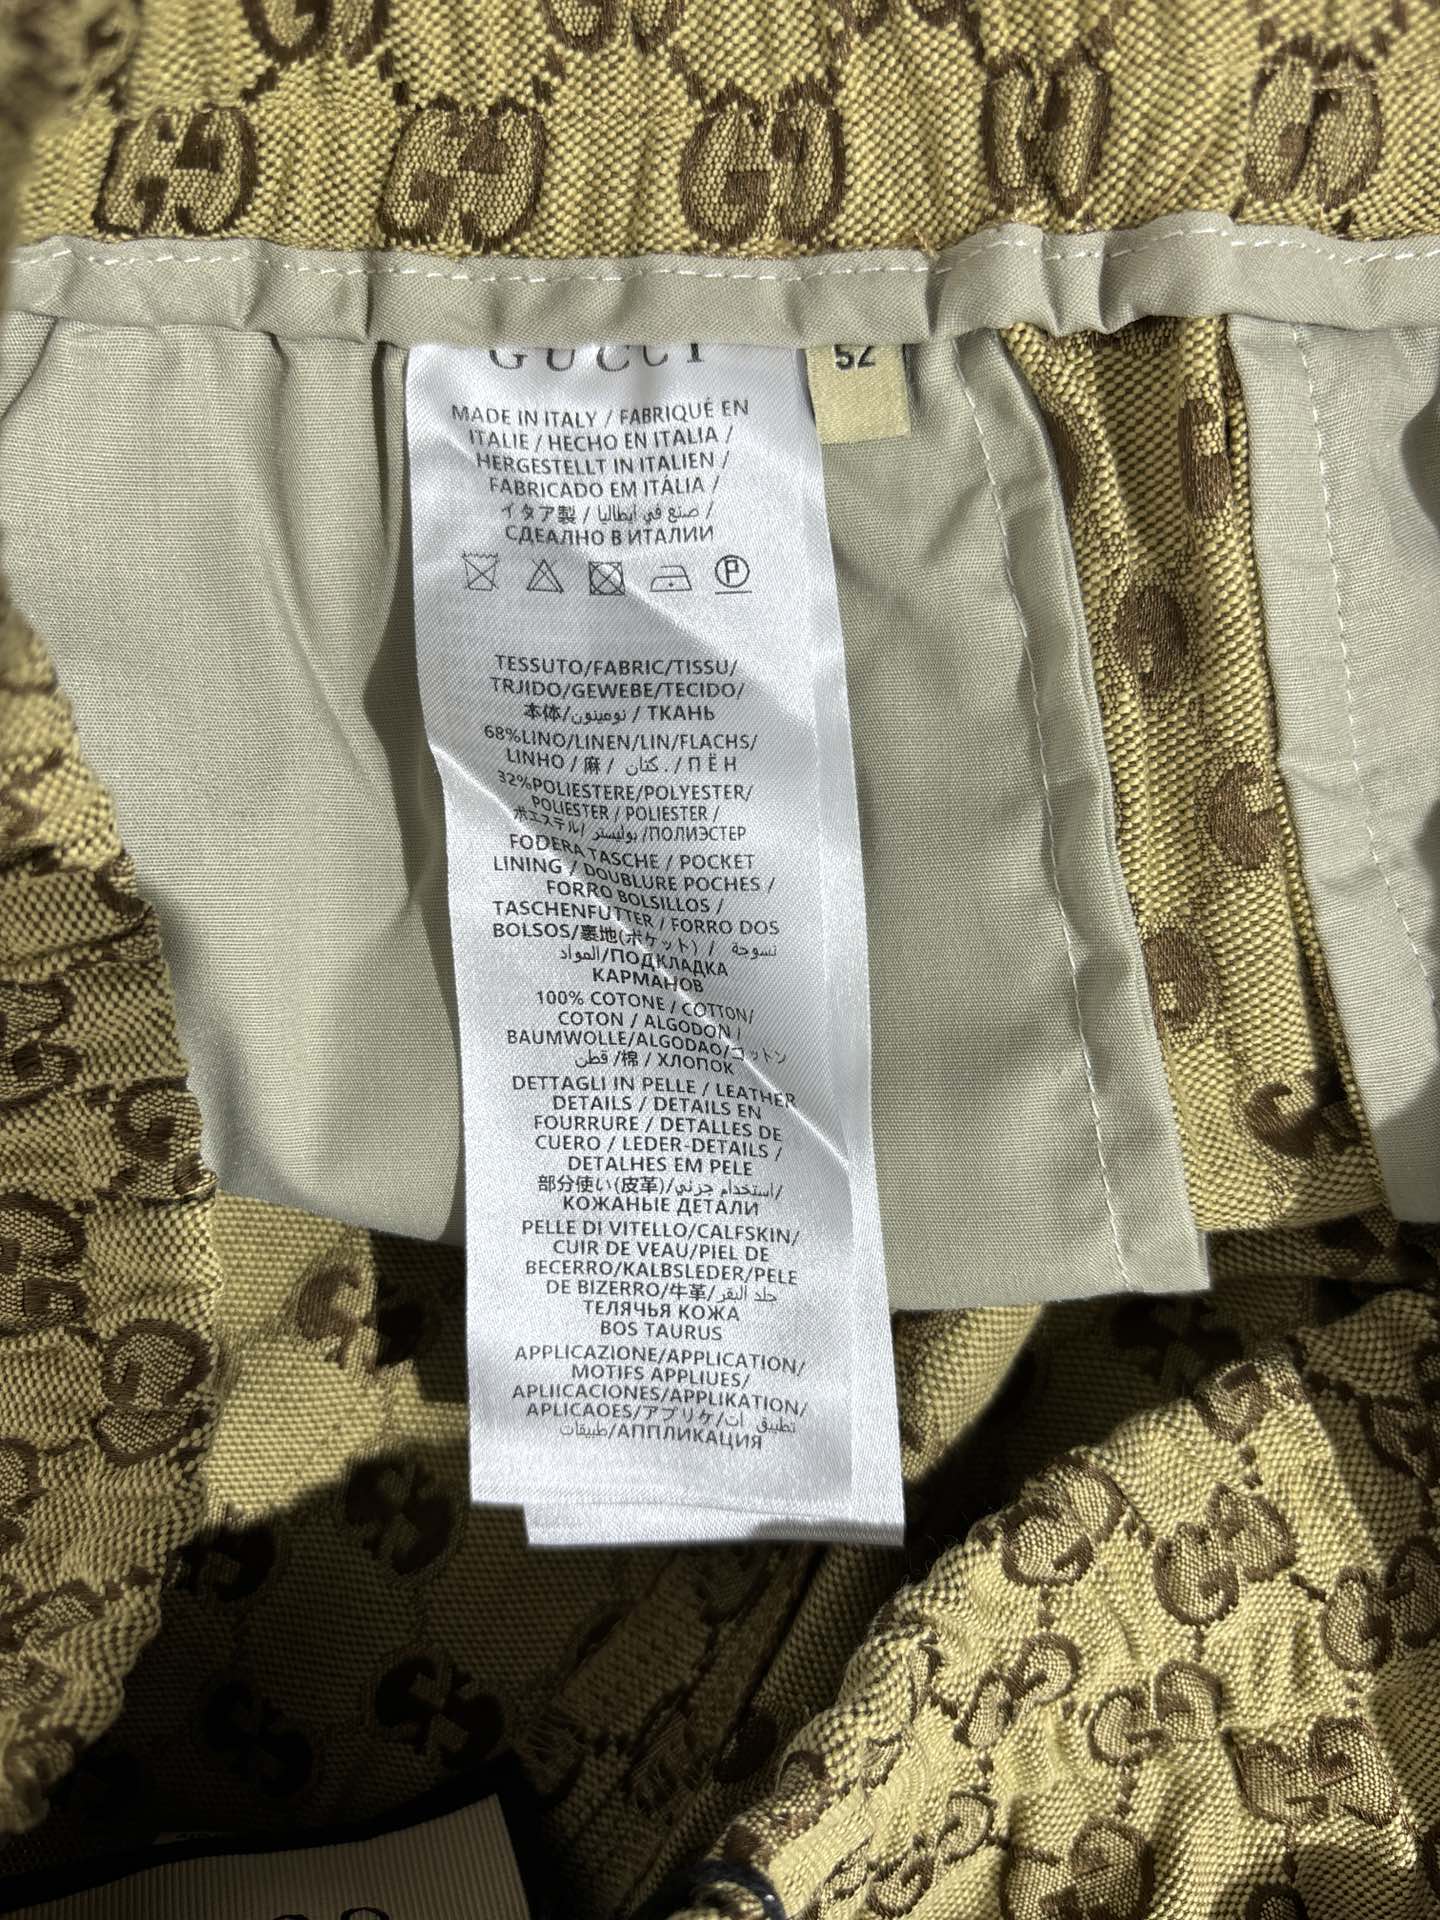 GUCCI
52
MADE IN ITALY / FABRIQUÉ EN
ITALIE / HECHO EN ITALIA /
HERGESTELLT IN ITALIEN /
FABRICADO EM ITÁLIA /
イタア製 / صنع في ايطاليا /
СДЕАЛНО В ИТАЛИИ
P
TESSUTO/FABRIC/TISSU/
TRJIDO/GEWEBE/TECIDO/
本体/نومينون / ТКАНЬ
68%LINO/LINEN/LIN/FLACHS/
LINHO / 麻 / كتان . / ПЁН
32%POLIESTERE/POLYESTER/
POLIESTER / POLIESTER /
ポエステル/ بوليستر /ПОЛИЭСТЕР
FODERA TASCHE / POCKET
LINING / DOUBLURE POCHES /
FORRO BOLSILLOS /
TASCHENFUTTER / FORRO DOS
BOLSOS/裏地(ポケット) / نسوجة
المواد/ПОДКЛАДКА
КАРМАНОВ
100% COTONE / COTTON/
COTON / ALGODON /
BAUMWOLLE/ALGODAO/コットン
قطن /棉 / ХЛОПОК
DETTAGLI IN PELLE / LEATHER
DETAILS / DETAILS EN
FOURRURE / DETALLES DE
CUERO / LEDER-DETAILS /
DETALHES EM PELE
部分使い(皮革)/استخدام جزئي/
КОЖАНЫЕ ДЕТАЛИ
PELLE DI VITELLO/CALFSKIN/
CUIR DE VEAU/PIEL DE
BECERRO/KALBSLEDER/PELE
DE BIZERRO/牛革/جلد البقر
ТЕЛЯЧЬЯ КОЖА
BOS TAURUS
APPLICAZIONE/APPLICATION/
MOTIFS APPLIUES/
APLIICACIONES/APPLIKATION/
APLICAOES/アプリケ/تطبيق ات
طبيقات/АППЛИКАЦИЯ